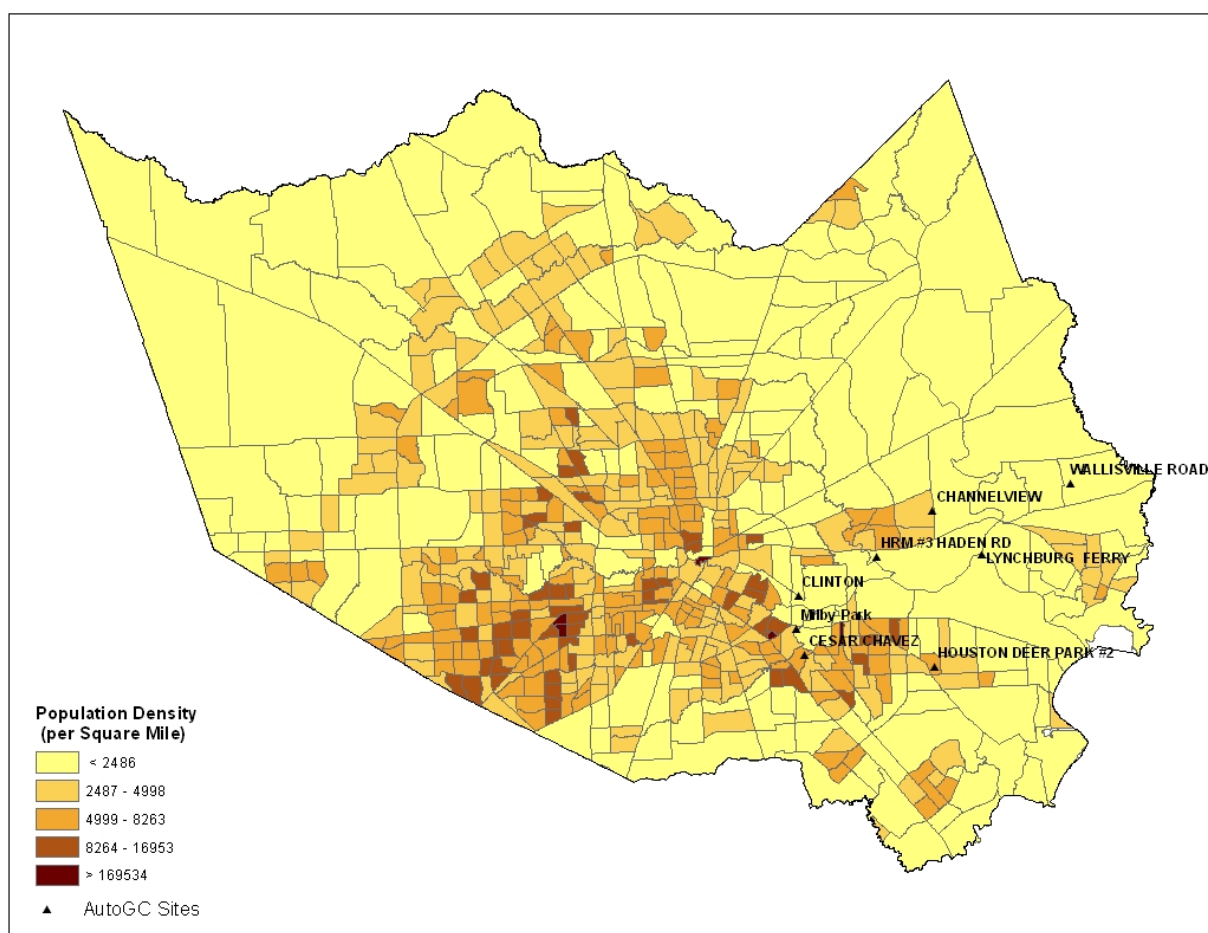 WALLISVILLE ROAD
CHANNELVIEW
HRM #3 HADEN RD
LYNCHBURG FERRY
CLINTON
Milby Park
CESAR CHAVEZ
HOUSTON DEER PARK #2
Population Density
(per Square Mile)
< 2486
2487 - 4998
4999 - 8263
8264 - 16953
> 169534
AutoGC Sites